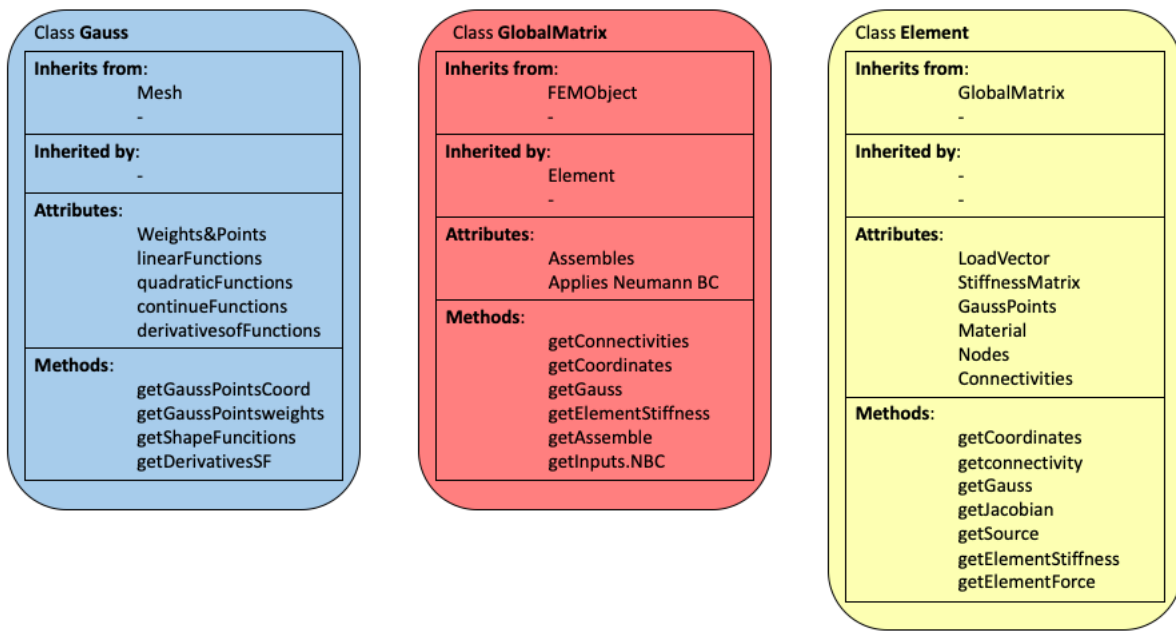 Class Gauss
Inherits from:
Mesh
-
Inherited by:
-
Attributes:
Weights&Points
linearFunctions
quadraticFunctions
continueFunctions
derivativesofFunctions
Methods:
getGaussPointsCoord
getGaussPointsweights
getShapeFuncitions
getDerivativesSF
Class GlobalMatrix
Inherits from:
FEMObject
-
Inherited by:
Element
-
Attributes:
Assembles
Applies Neumann BC
Methods:
getConnectivities
getCoordinates
getGauss
getElementStiffness
getAssemble
getInputs.NBC
Class Element
Inherits from:
GlobalMatrix
-
Inherited by:
-
-
Attributes:
LoadVector
StiffnessMatrix
GaussPoints
Material
Nodes
Connectivities
Methods:
getCoordinates
getconnectivity
getGauss
getJacobian
getSource
getElementStiffness
getElementForce